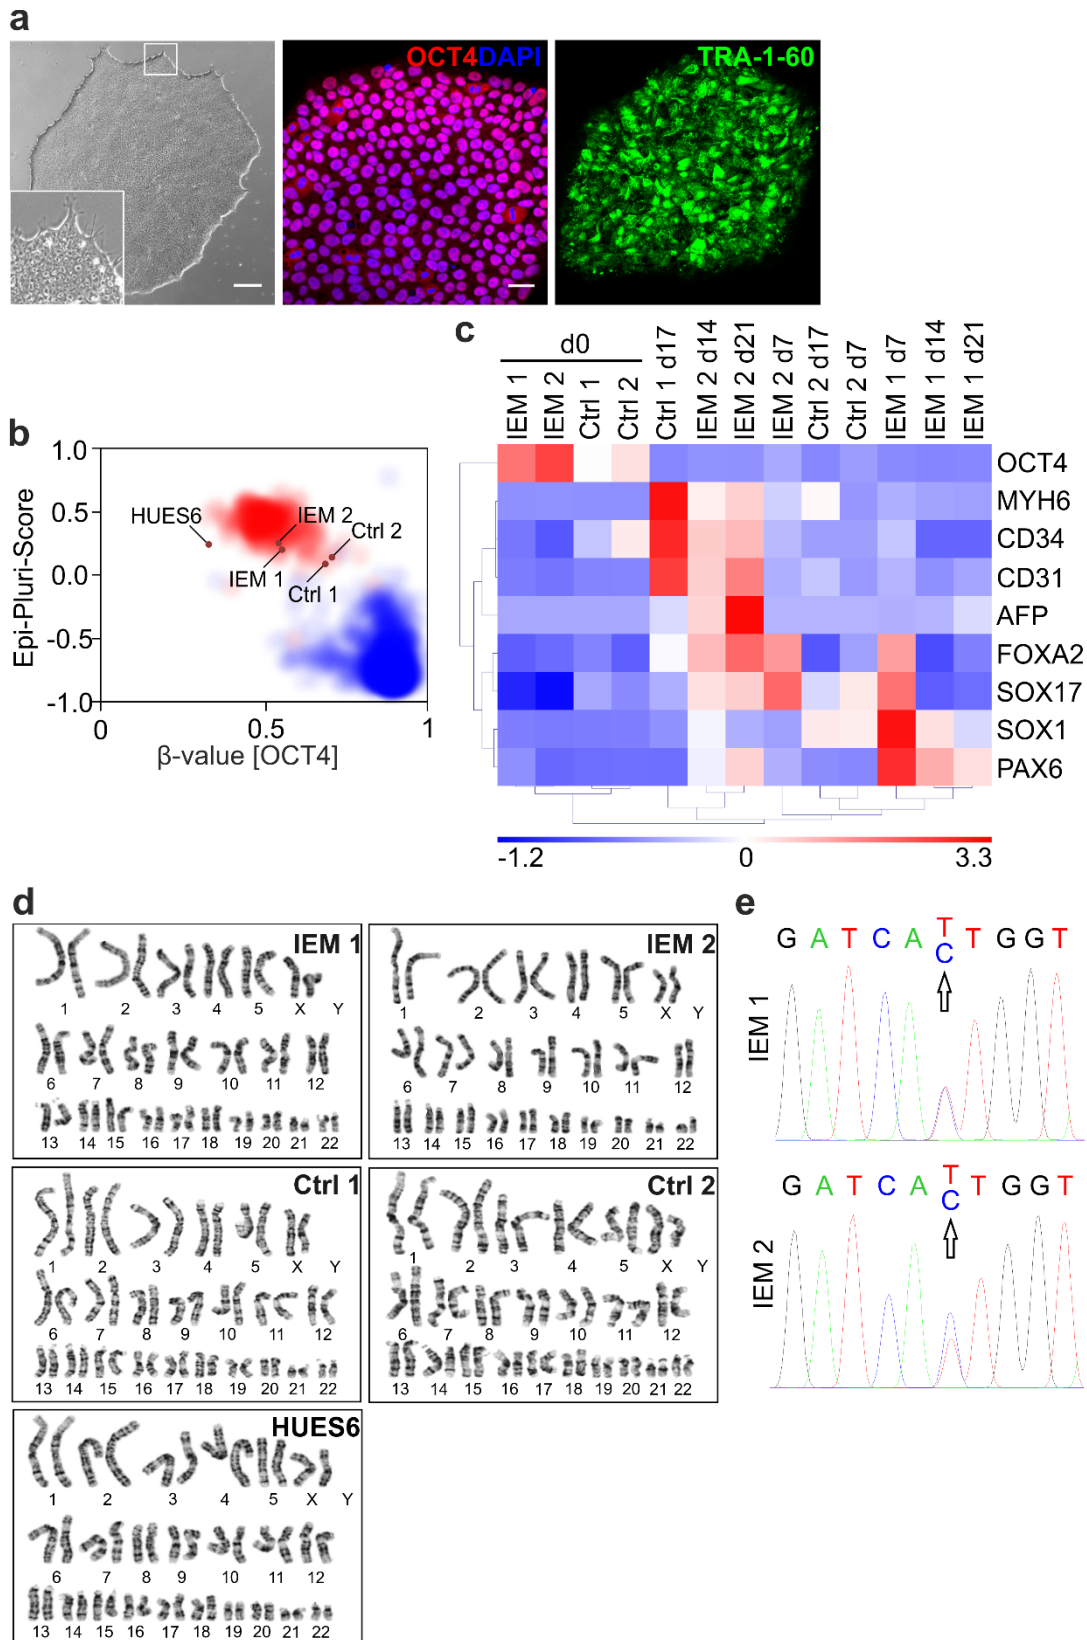 a
OCT4DAPI
TRA-1-60
b
Epi-Pluri-Score
1.0
0.5
0.0
-0.5
-1.0
HUES6
IEM 2
Ctrl 2
IEM 1
Ctrl 1
0
0.5
1
β-value [OCT4]
c
d0
IEM 1
IEM 2
Ctrl 1
Ctrl 2
Ctrl 1 d17
IEM 2 d14
IEM 2 d21
IEM 2 d7
Ctrl 2 d17
Ctrl 2 d7
IEM 1 d7
IEM 1 d14
IEM 1 d21
OCT4
MYH6
CD34
CD31
AFP
FOXA2
SOX17
SOX1
PAX6
-1.2 0 3.3
d
IEM 1
1 2 3 4 5 X Y
6 7 8 9 10 11 12
13 14 15 16 17 18 19 20 21 22
IEM 2
1 2 3 4 5 X Y
6 7 8 9 10 11 12
13 14 15 16 17 18 19 20 21 22
Ctrl 1
1 2 3 4 5 X Y
6 7 8 9 10 11 12
13 14 15 16 17 18 19 20 21 22
Ctrl 2
1 2 3 4 5 X Y
6 7 8 9 10 11 12
13 14 15 16 17 18 19 20 21 22
HUES6
1 2 3 4 5 X Y
6 7 8 9 10 11 12
13 14 15 16 17 18 19 20 21 22
e
IEM 1
G A T C A T T G G T
C
IEM 2
G A T C A T T G G T
C